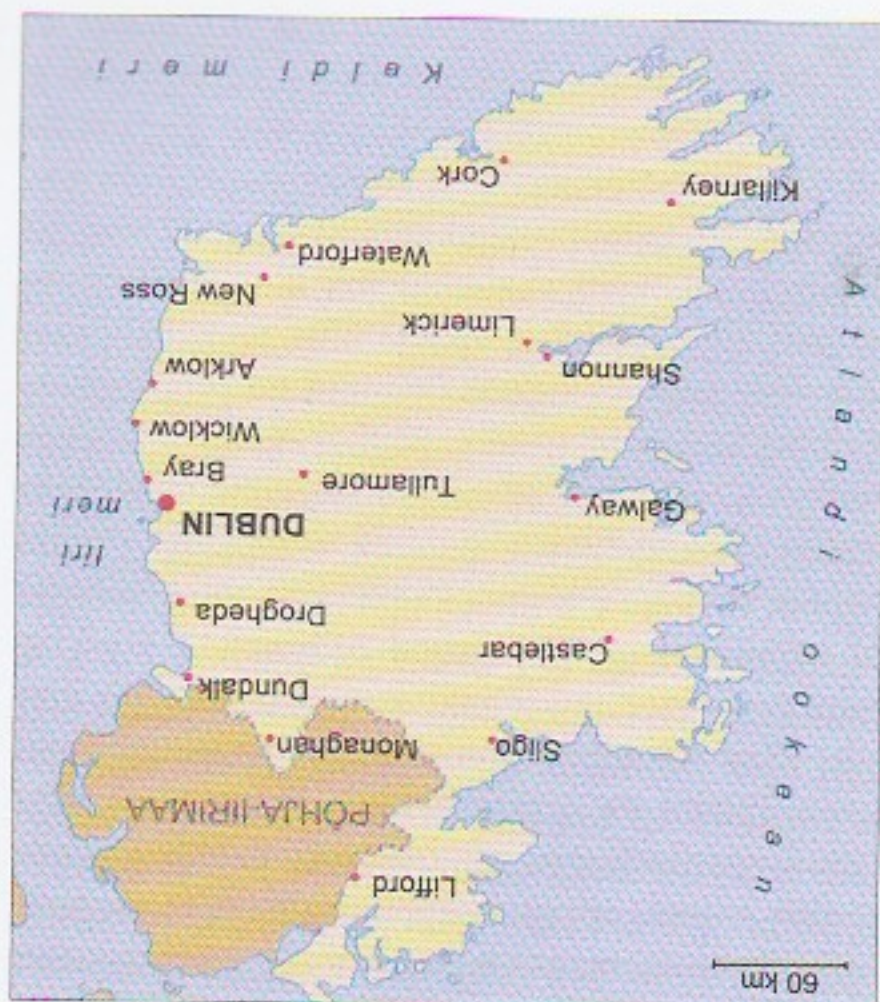 60 km
Atlandi ookean
Lifford
PÕHJA-IIRIMAA
Sligo
Monaghan
Dundalk
Castlebar
Drogheda
Iiri
meri
DUBLIN
Galway
Tullamore
Bray
Wicklow
Shannon
Arklow
Limerick
New Ross
Waterford
Killarney
Cork
Keldi meri